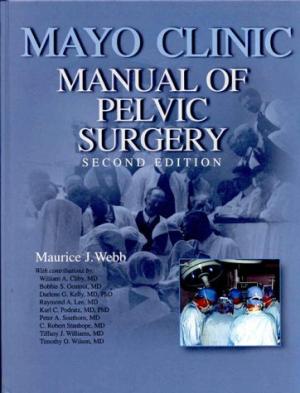 MAYO CLINIC
MANUAL OF
PELVIC
SURGERY
SECOND EDITION
Maurice J. Webb
With contributions by:
William A. Cliby, MD
Bobbie S. Gostout, MD
Darlene G. Kelly, MD, PhD
Raymond A. Lee, MD
Karl C. Podratz, MD, PhD
Peter A. Southorn, MD
C. Robert Stanhope, MD
Tiffany J. Williams, MD
Timothy O. Wilson, MD